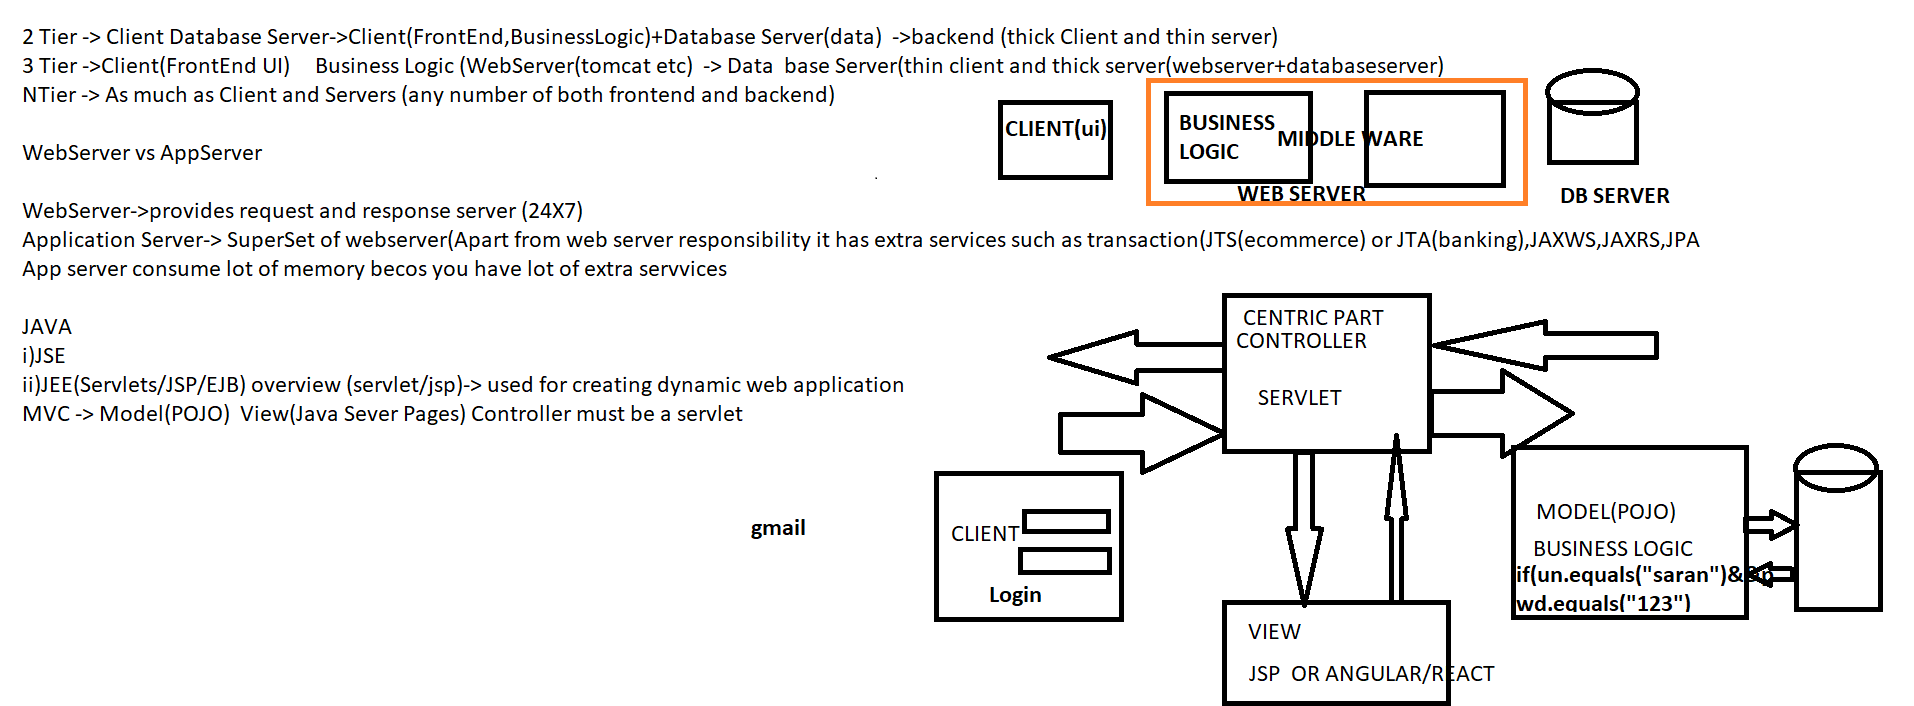 2 Tier -> Client Database Server->Client(FrontEnd,BusinessLogic)+Database Server(data)  ->backend (thick Client and thin server)
3 Tier ->Client(FrontEnd UI)    Business Logic (WebServer(tomcat etc)  -> Data  base Server(thin client and thick server(webserver+databaseserver)
NTier -> As much as Client and Servers (any number of both frontend and backend)
CLIENT(ui)
BUSINESS
LOGIC
MIDDLE WARE
WEB SERVER
DB SERVER
WebServer vs AppServer
WebServer->provides request and response server (24X7)
Application Server-> SuperSet of webserver(Apart from web server responsibility it has extra services such as transaction(JTS(ecommerce) or JTA(banking),JAXWS,JAXRS,JPA
App server consume lot of memory becos you have lot of extra servvices
JAVA
i)JSE
ii)JEE(Servlets/JSP/EJB) overview (servlet/jsp)-> used for creating dynamic web application
MVC -> Model(POJO)  View(Java Sever Pages) Controller must be a servlet
CENTRIC PART
CONTROLLER
SERVLET
gmail
CLIENT
Login
MODEL(POJO)
BUSINESS LOGIC
if(un.equals("saran")&&p
wd.equals("123")
VIEW
JSP  OR ANGULAR/REACT